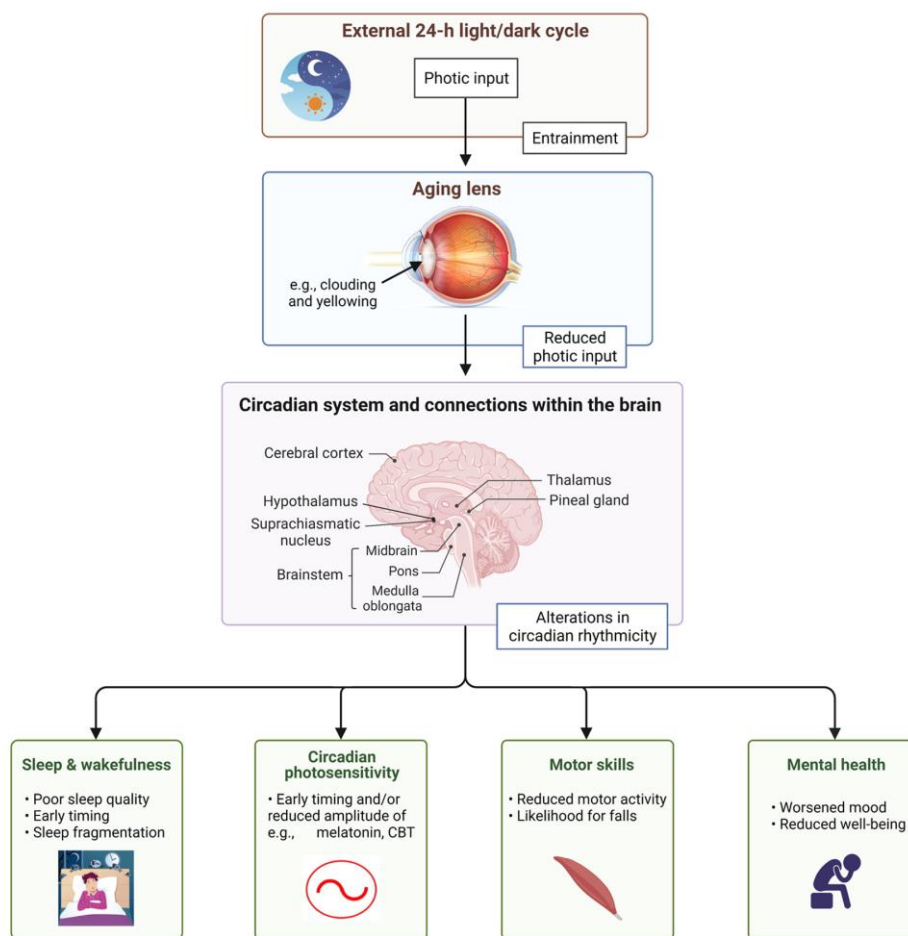 External 24-h light/dark cycle
Photic input
Entrainment
Aging lens
e.g., clouding
and yellowing
Reduced
photic input
Circadian system and connections within the brain
Cerebral cortex
Thalamus
Pineal gland
Hypothalamus
Suprachiasmatic
nucleus
Midbrain
Brainstem
Pons
Medulla
oblongata
Alterations in
circadian rhythmicity
Sleep & wakefulness
• Poor sleep quality
• Early timing
• Sleep fragmentation
Circadian
photosensitivity
• Early timing and/or
reduced amplitude of
e.g., melatonin, CBT
Motor skills
• Reduced motor activity
• Likelihood for falls
Mental health
• Worsened mood
• Reduced well-being